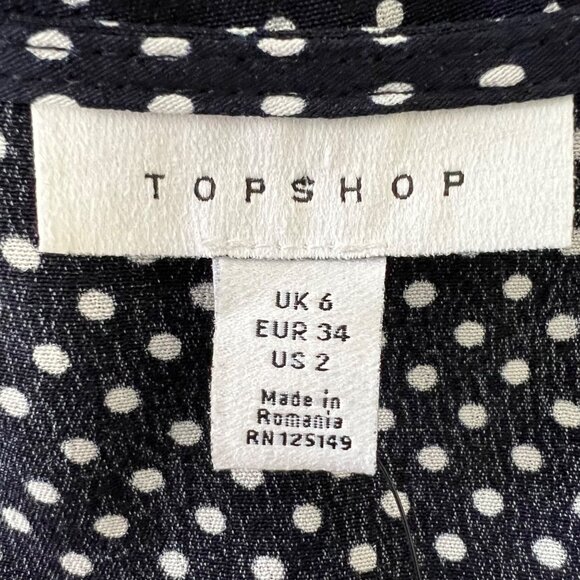 TOPSHOP
UK 6
EUR 34
US 2
Made in
Romania
RN125149